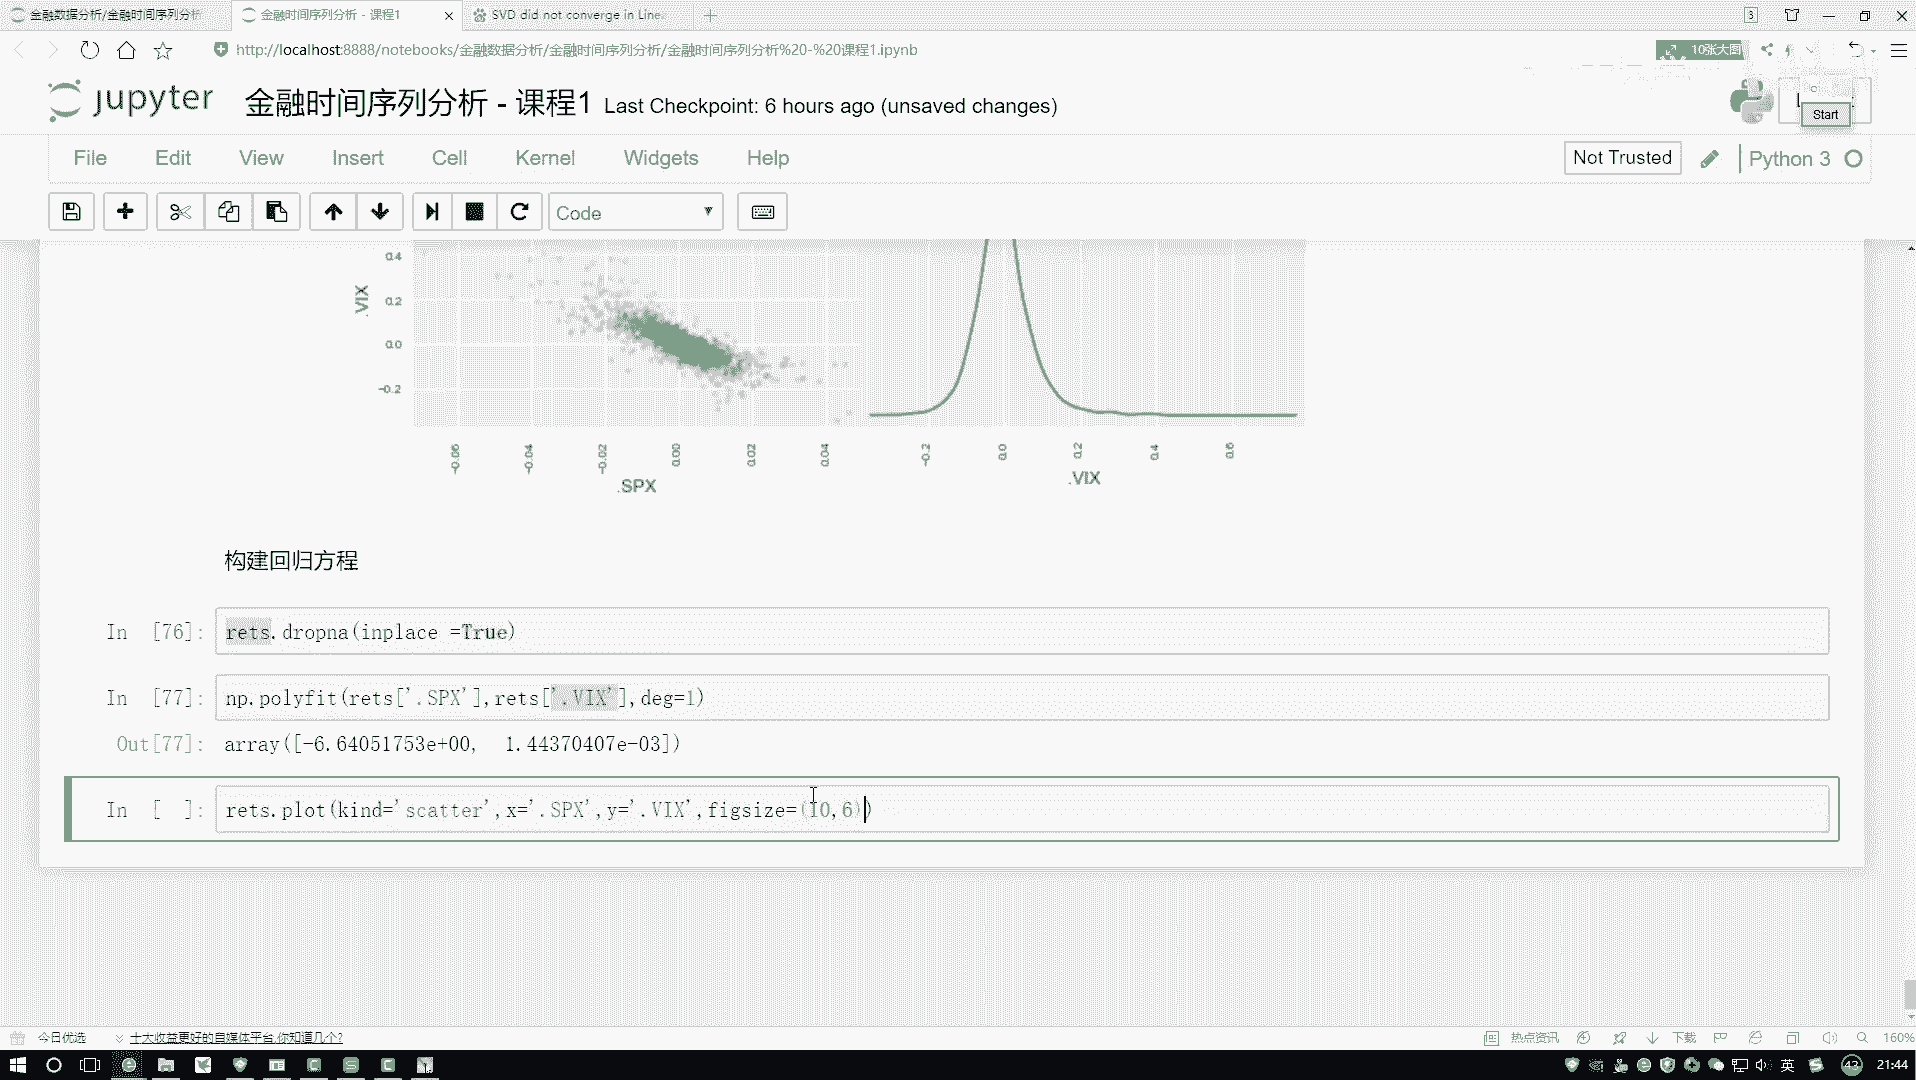 金融数据分析/金融时间序列分析
金融时间序列分析 - 课程1
SVD did not converge in Line
3
http://localhost:8888/notebooks/金融数据分析/金融时间序列分析/金融时间序列分析%20-%20课程1.ipynb
10张大图
jupyter
金融时间序列分析 - 课程1
Last Checkpoint: 6 hours ago (unsaved changes)
Start
File Edit View Insert Cell Kernel Widgets Help
Not Trusted
Python 3
Code
0.4
0.2
0.0
-0.2
.VIX
-0.06 -0.04 -0.02 0.00 0.02 0.04
-0.2 0.0 0.2 0.4 0.6
.SPX
.VIX
构建回归方程
In [76]: rets.dropna(inplace =True)
In [77]: np.polyfit(rets['.SPX'],rets['.VIX'],deg=1)
Out[77]: array([-6.64051753e+00, 1.44370407e-03])
In [ ]: rets.plot(kind='scatter',x='.SPX',y='.VIX',figsize=(10,6))
今日优选
十大收益更好的自媒体平台,你知道几个?
热点资讯
下载
160%
英
43
21:44